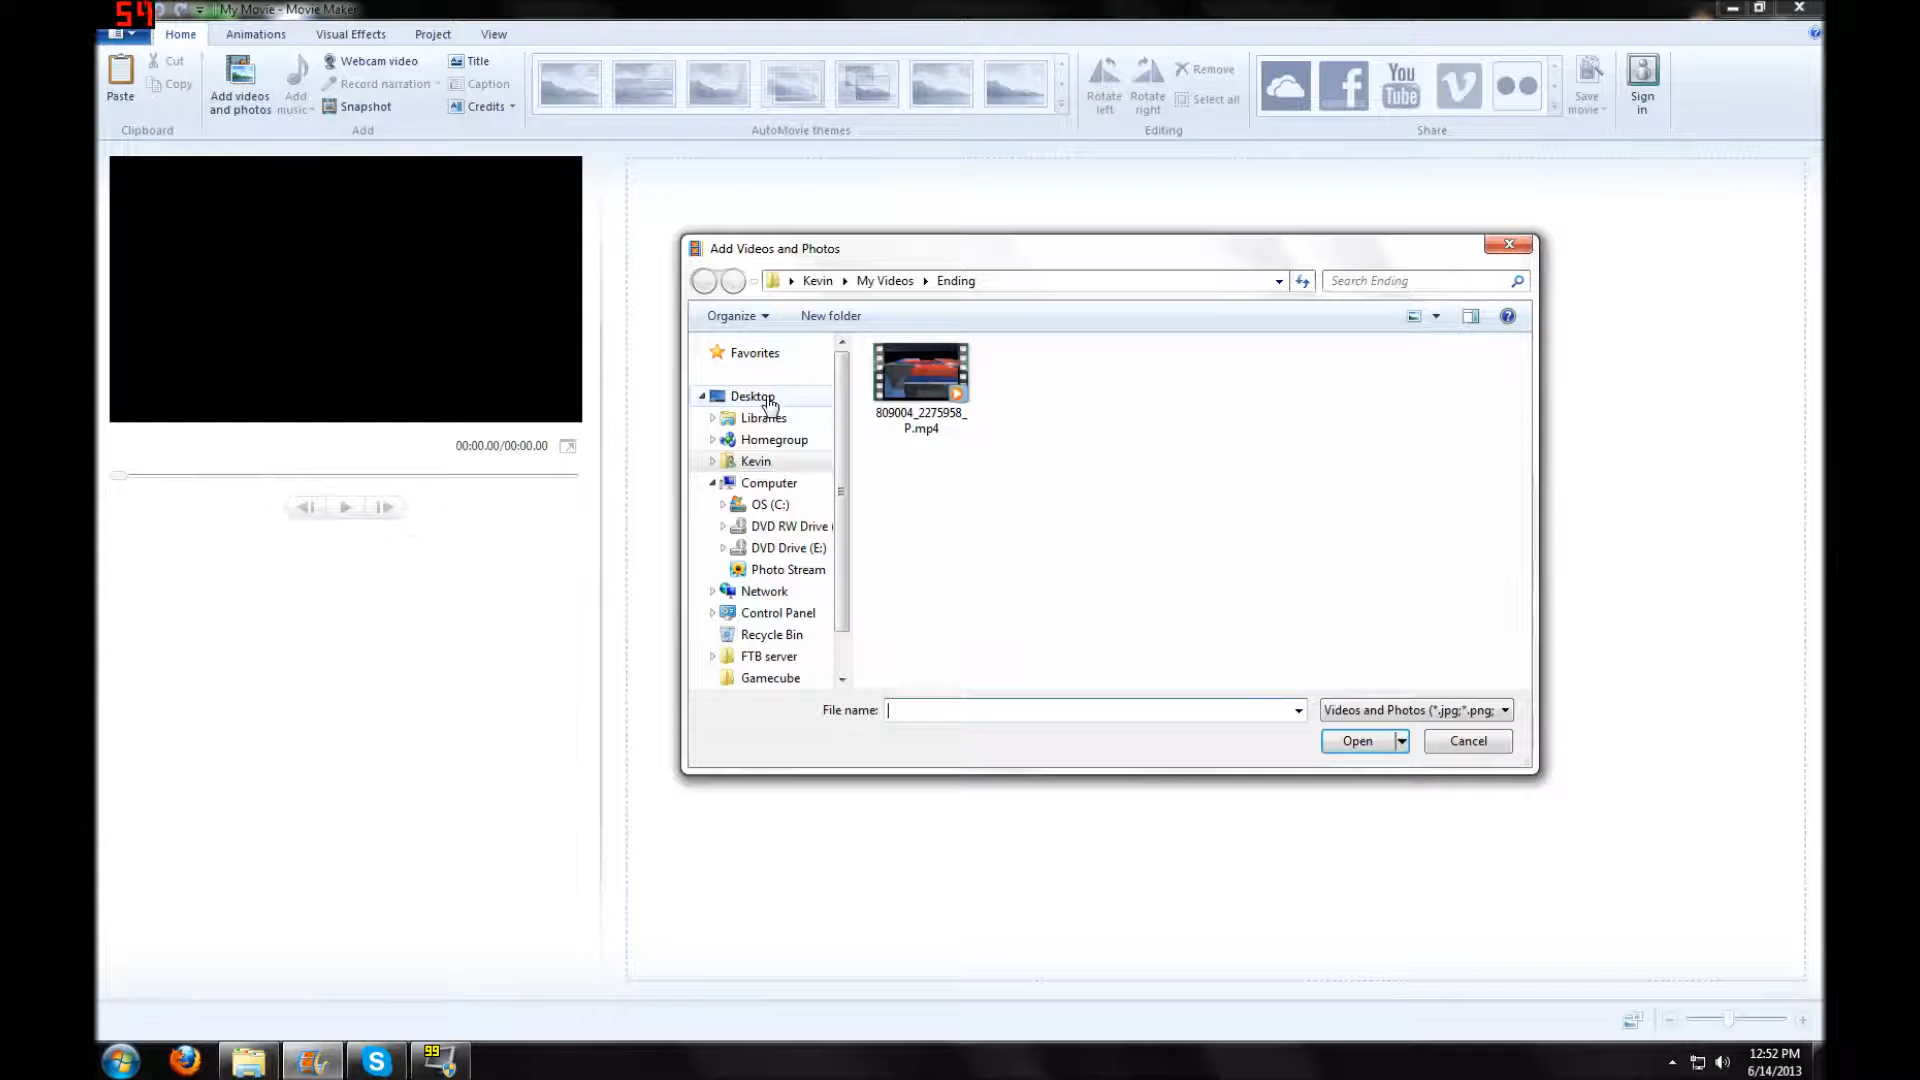 54
My Movie - Movie Maker
Home
Animations
Visual Effects
Project
View
Paste
Cut
Copy
Clipboard
Add videos
and photos
Add
music
Webcam video
Record narration
Snapshot
Title
Caption
Credits
Add
AutoMovie themes
Rotate
left
Rotate
right
Remove
Select all
Editing
You
Tube
Share
Save
movie
Sign
in
00:00.00/00:00.00
Add Videos and Photos
Kevin
My Videos
Ending
Search Ending
Organize
New folder
Favorites
Desktop
Libraries
Homegroup
Kevin
Computer
OS (C:)
DVD RW Drive (
DVD Drive (E:)
Photo Stream
Network
Control Panel
Recycle Bin
FTB server
Gamecube
809004_2275958_
P.mp4
File name:
Videos and Photos (*.jpg;*.png;
Open
Cancel
99
12:52 PM
6/14/2013